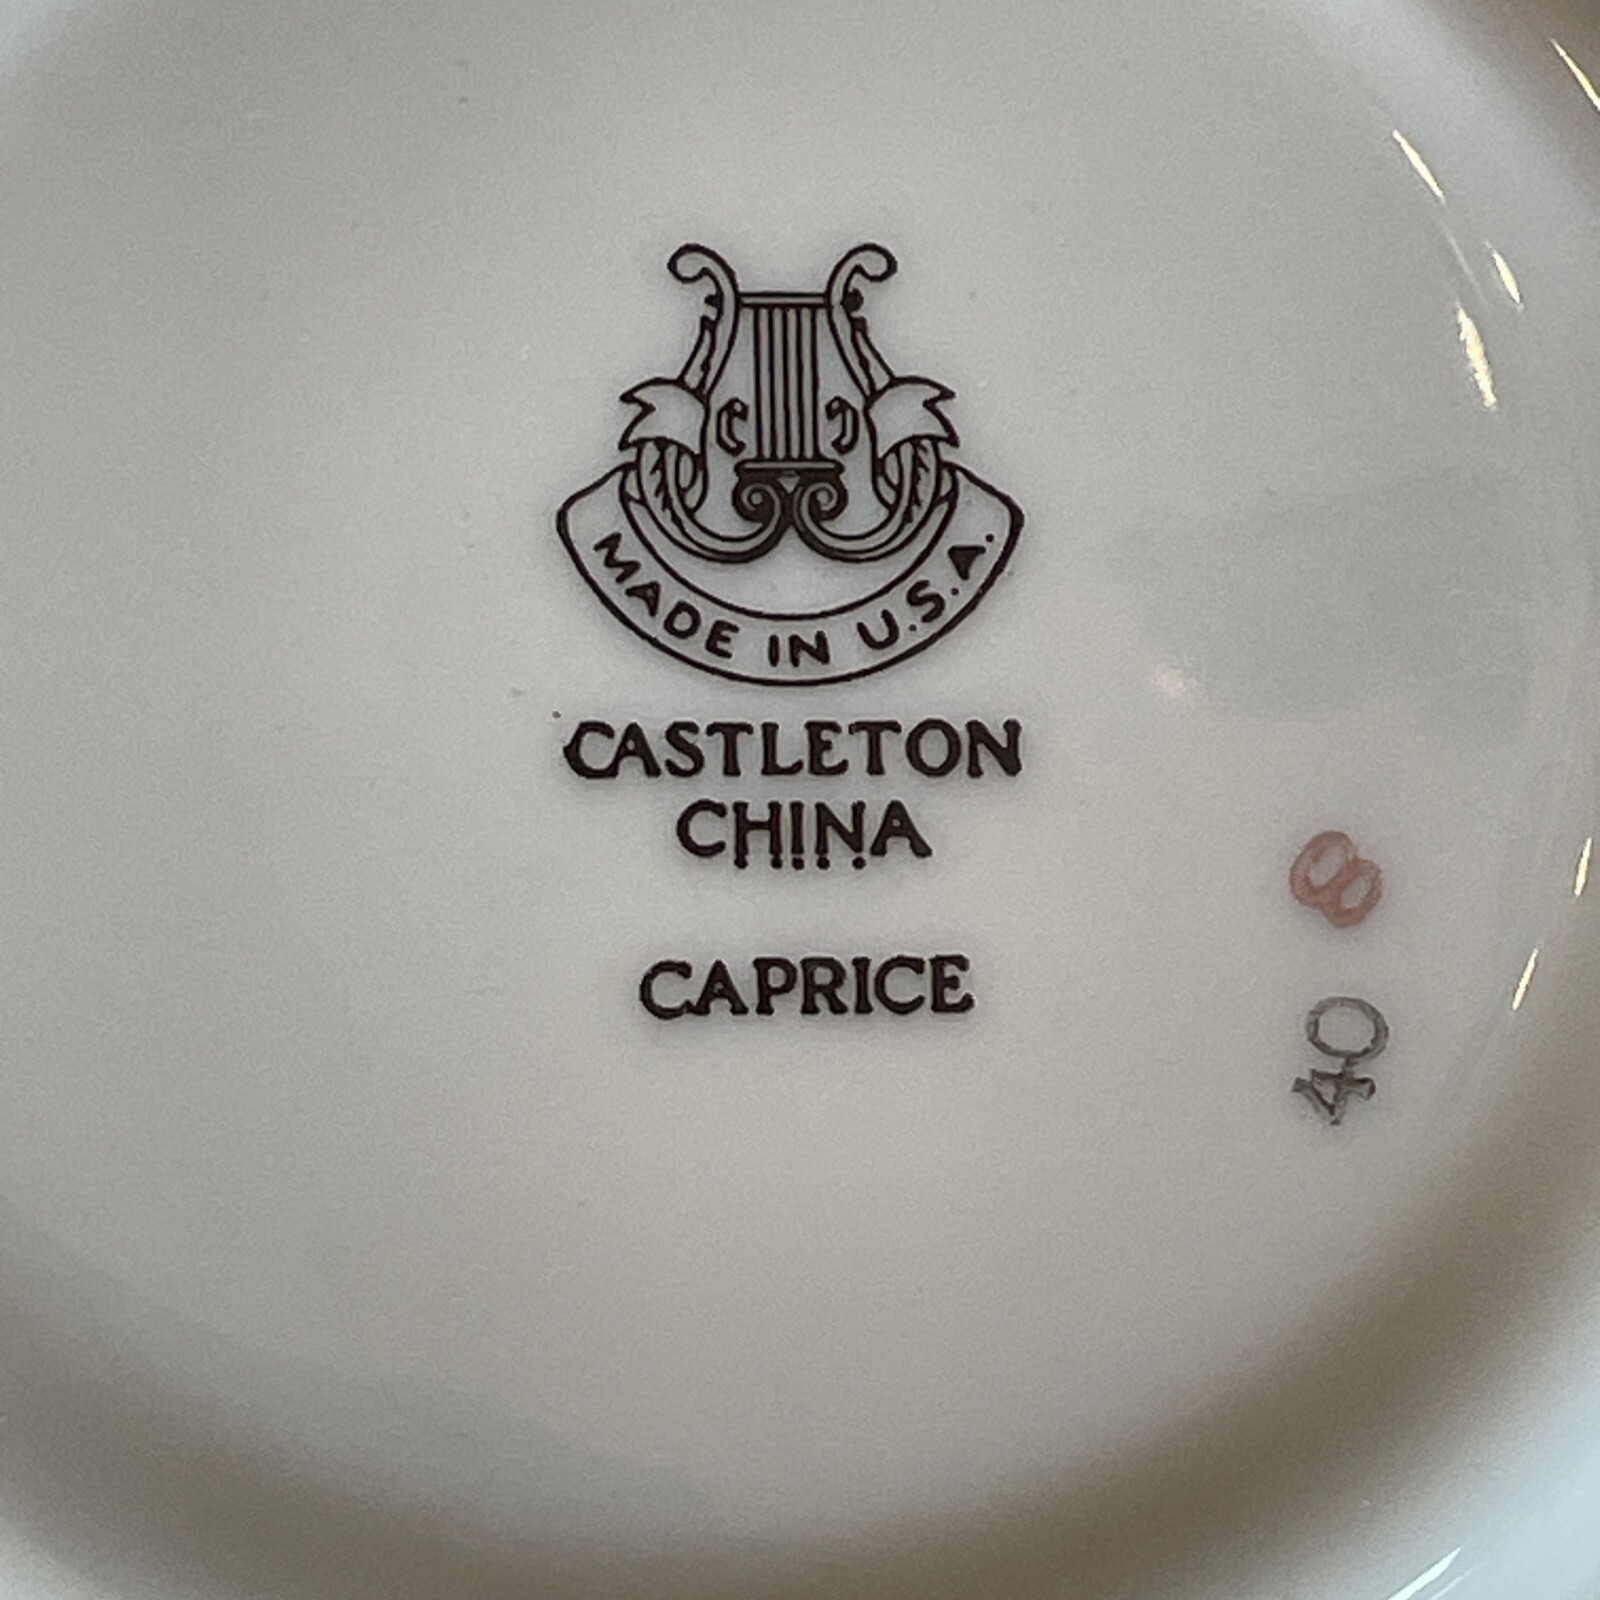 MADE IN U.S.A.
CASTLETON
CHINA
CAPRICE
8
40